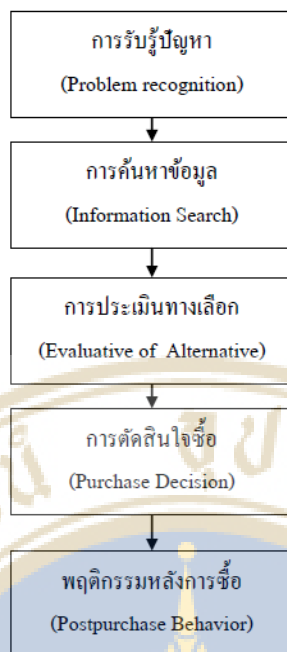 การรับรู้ปัญหา
(Problem recognition)
การค้นหาข้อมูล
(Information Search)
การประเมินทางเลือก
(Evaluative of Alternative)
การตัดสินใจซื้อ
(Purchase Decision)
พฤติกรรมหลังการซื้อ
(Postpurchase Behavior)